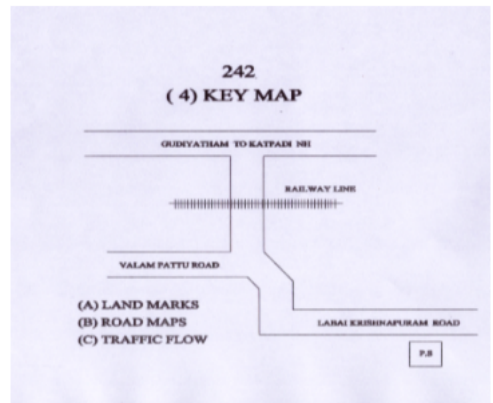 242
( 4) KEY MAP
GUDIYATHAM TO KATPADI NH
RAILWAY LINE
VALAM PATTU ROAD
(A) LAND MARKS
(B) ROAD MAPS
(C) TRAFFIC FLOW
LABAI KRISHNAPURAM ROAD
P.S